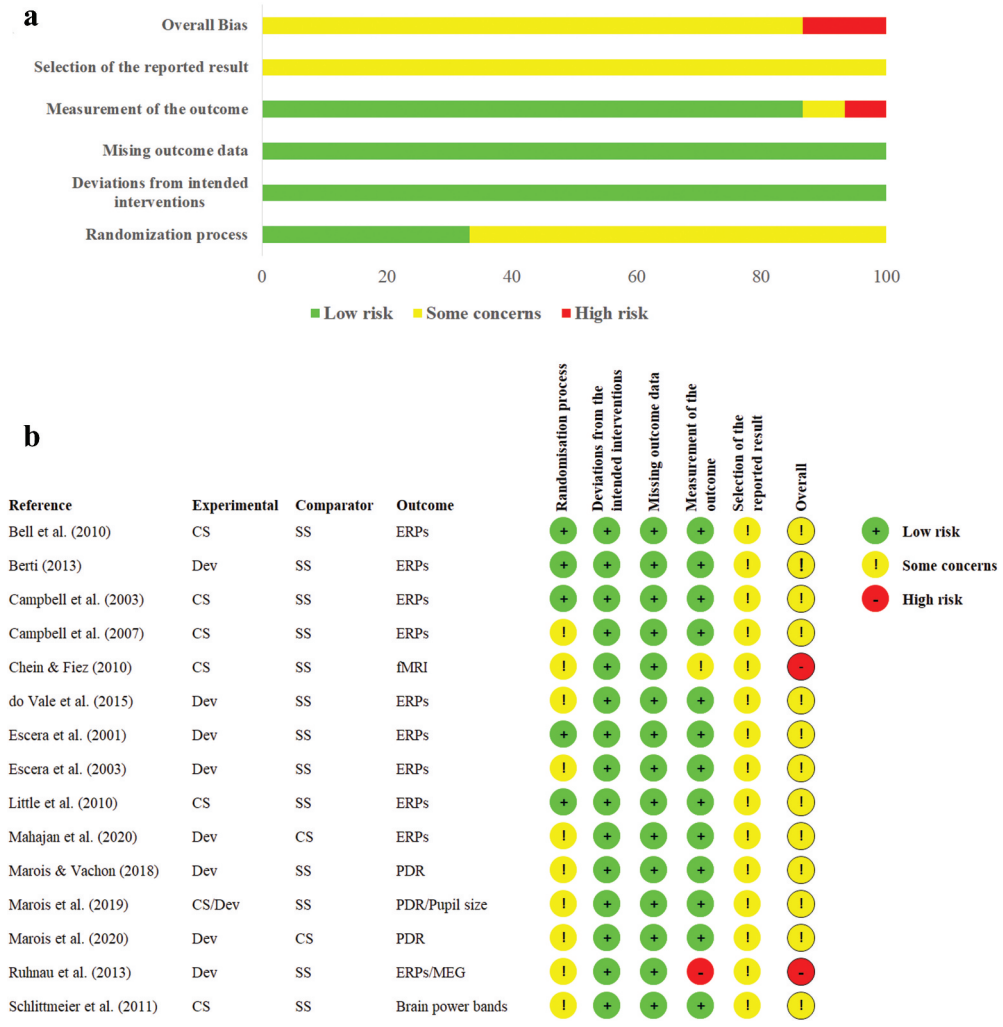 a
Overall Bias
Selection of the reported result
Measurement of the outcome
Mising outcome data
Deviations from intended
interventions
Randomization process
0 20 40 60 80 100
Low risk Some concerns High risk
b
Randomisation process
Deviations from the
intended interventions
Missing outcome data
Measurement of the
outcome
Selection of the
reported result
Overall
Reference Experimental Comparator Outcome
Bell et al. (2010) CS SS ERPs + + + + ! !
Berti (2013) Dev SS ERPs + + + + ! !
Campbell et al. (2003) CS SS ERPs + + + + ! !
Campbell et al. (2007) CS SS ERPs ! + + + ! !
Chein & Fiez (2010) CS SS fMRI ! + + ! ! -
do Vale et al. (2015) Dev SS ERPs ! + + + ! !
Escera et al. (2001) Dev SS ERPs + + + + ! !
Escera et al. (2003) Dev SS ERPs ! + + + ! !
Little et al. (2010) CS SS ERPs + + + + ! !
Mahajan et al. (2020) Dev CS ERPs ! + + + ! !
Marois & Vachon (2018) Dev SS PDR ! + + + ! !
Marois et al. (2019) CS/Dev SS PDR/Pupil size ! + + + ! !
Marois et al. (2020) Dev CS PDR ! + + + ! !
Ruhnau et al. (2013) Dev SS ERPs/MEG ! + + - ! -
Schlittmeier et al. (2011) CS SS Brain power bands ! + + + ! !
+ Low risk
! Some concerns
- High risk